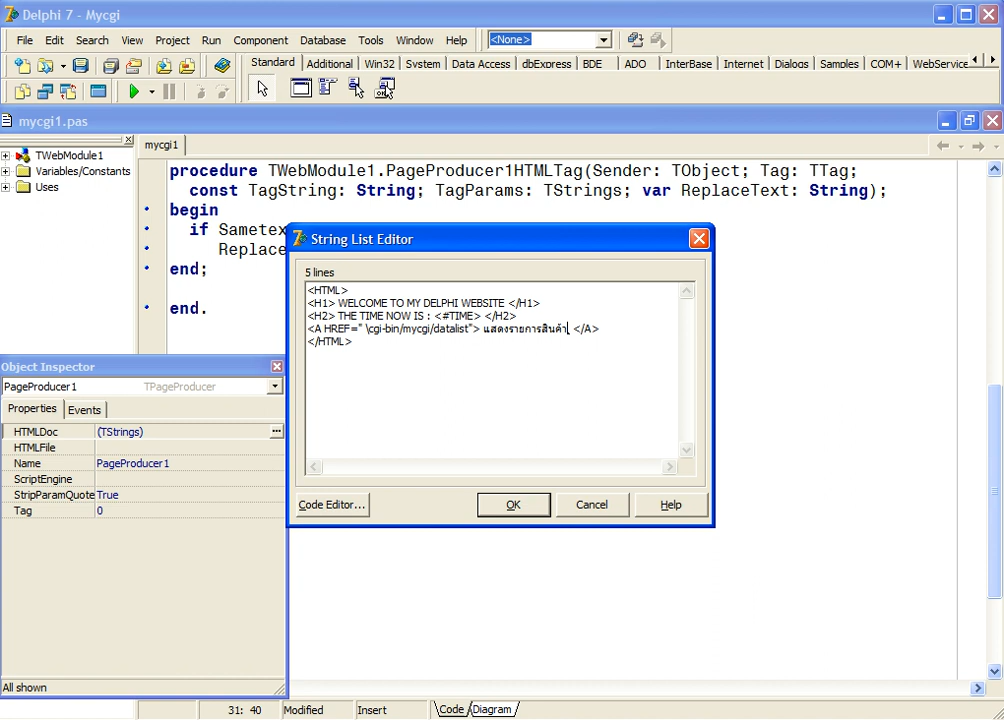 Delphi 7 - Mycgi
File Edit Search View Project Run Component Database Tools Window Help <None>
Standard Additional Win32 System Data Access dbExpress BDE ADO InterBase Internet Dialogs Samples COM+ WebService
mycgi1.pas
TWebModule1
Variables/Constants
Uses
mycgi1
procedure TWebModule1.PageProducer1HTMLTag(Sender: TObject; Tag: TTag;
const TagString: String; TagParams: TStrings; var ReplaceText: String);
begin
if Sametex
Replace
end;
end.
String List Editor
5 lines
<HTML>
<H1> WELCOME TO MY DELPHI WEBSITE </H1>
<H2> THE TIME NOW IS : <#TIME> </H2>
<A HREF=" \cgi-bin/mycgi/datalist"> แสดงรายการสินค้า </A>
</HTML>
Code Editor... OK Cancel Help
Object Inspector
PageProducer1 TPageProducer
Properties Events
HTMLDoc (TStrings) ...
HTMLFile
Name PageProducer1
ScriptEngine
StripParamQuote True
Tag 0
All shown
31: 40 Modified Insert Code Diagram